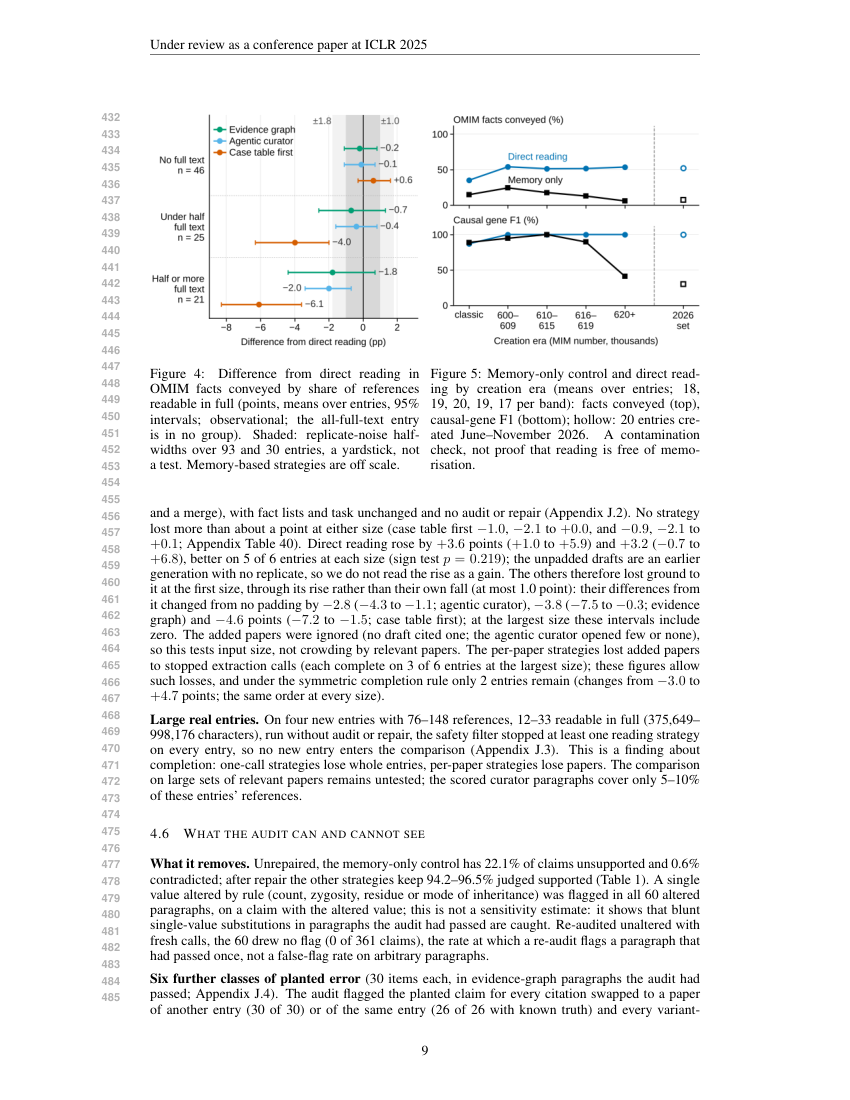 Under review as a conference paper at ICLR 2025
432
433
434
435
436
437
438
439
440
441
442
443
444
445
446
447
448
449
450
451
452
453
454
455
456
457
458
459
460
461
462
463
464
465
466
467
468
469
470
471
472
473
474
475
476
477
478
479
480
481
482
483
484
485
±1.8
±1.0
Evidence graph
Agentic curator
Case table first
No full text
n = 46
−0.2
−0.1
+0.6
Under half
full text
n = 25
−0.7
−0.4
−4.0
Half or more
full text
n = 21
−1.8
−2.0
−6.1
−8 −6 −4 −2 0 2
Difference from direct reading (pp)
OMIM facts conveyed (%)
100
50
0
Direct reading
Memory only
Causal gene F1 (%)
100
50
0
classic 600–609 610–615 616–619 620+ 2026 set
Creation era (MIM number, thousands)
Figure 4: Difference from direct reading in
OMIM facts conveyed by share of references
readable in full (points, means over entries, 95%
intervals; observational; the all-full-text entry
is in no group). Shaded: replicate-noise half-
widths over 93 and 30 entries, a yardstick, not
a test. Memory-based strategies are off scale.
Figure 5: Memory-only control and direct read-
ing by creation era (means over entries; 18,
19, 20, 19, 17 per band): facts conveyed (top),
causal-gene F1 (bottom); hollow: 20 entries cre-
ated June–November 2026. A contamination
check, not proof that reading is free of memo-
risation.
and a merge), with fact lists and task unchanged and no audit or repair (Appendix J.2). No strategy
lost more than about a point at either size (case table first −1.0, −2.1 to +0.0, and −0.9, −2.1 to
+0.1; Appendix Table 40). Direct reading rose by +3.6 points (+1.0 to +5.9) and +3.2 (−0.7 to
+6.8), better on 5 of 6 entries at each size (sign test p = 0.219); the unpadded drafts are an earlier
generation with no replicate, so we do not read the rise as a gain. The others therefore lost ground to
it at the first size, through its rise rather than their own fall (at most 1.0 point): their differences from
it changed from no padding by −2.8 (−4.3 to −1.1; agentic curator), −3.8 (−7.5 to −0.3; evidence
graph) and −4.6 points (−7.2 to −1.5; case table first); at the largest size these intervals include
zero. The added papers were ignored (no draft cited one; the agentic curator opened few or none),
so this tests input size, not crowding by relevant papers. The per-paper strategies lost added papers
to stopped extraction calls (each complete on 3 of 6 entries at the largest size); these figures allow
such losses, and under the symmetric completion rule only 2 entries remain (changes from −3.0 to
+4.7 points; the same order at every size).
Large real entries. On four new entries with 76–148 references, 12–33 readable in full (375,649–
998,176 characters), run without audit or repair, the safety filter stopped at least one reading strategy
on every entry, so no new entry enters the comparison (Appendix J.3). This is a finding about
completion: one-call strategies lose whole entries, per-paper strategies lose papers. The comparison
on large sets of relevant papers remains untested; the scored curator paragraphs cover only 5–10%
of these entries' references.
4.6 WHAT THE AUDIT CAN AND CANNOT SEE
What it removes. Unrepaired, the memory-only control has 22.1% of claims unsupported and 0.6%
contradicted; after repair the other strategies keep 94.2–96.5% judged supported (Table 1). A single
value altered by rule (count, zygosity, residue or mode of inheritance) was flagged in all 60 altered
paragraphs, on a claim with the altered value; this is not a sensitivity estimate: it shows that blunt
single-value substitutions in paragraphs the audit had passed are caught. Re-audited unaltered with
fresh calls, the 60 drew no flag (0 of 361 claims), the rate at which a re-audit flags a paragraph that
had passed once, not a false-flag rate on arbitrary paragraphs.
Six further classes of planted error (30 items each, in evidence-graph paragraphs the audit had
passed; Appendix J.4). The audit flagged the planted claim for every citation swapped to a paper
of another entry (30 of 30) or of the same entry (26 of 26 with known truth) and every variant-
9